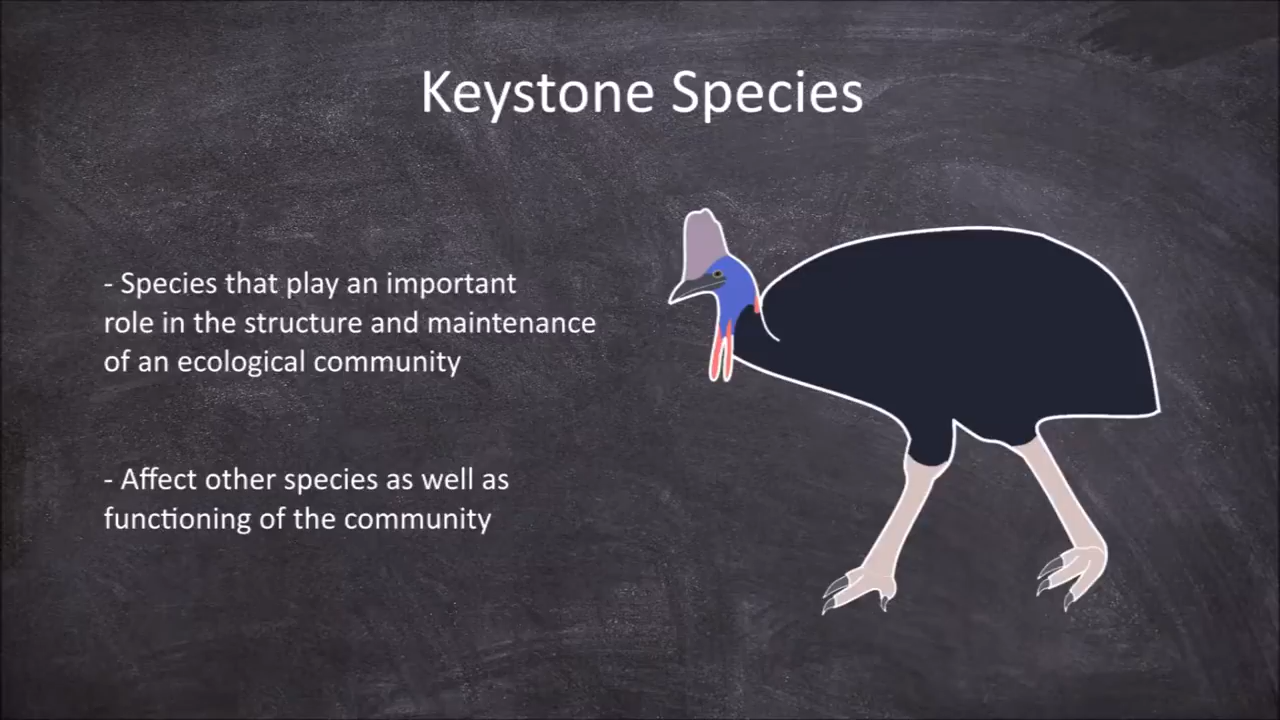 Keystone Species
- Species that play an important
role in the structure and maintenance
of an ecological community
- Affect other species as well as
functioning of the community